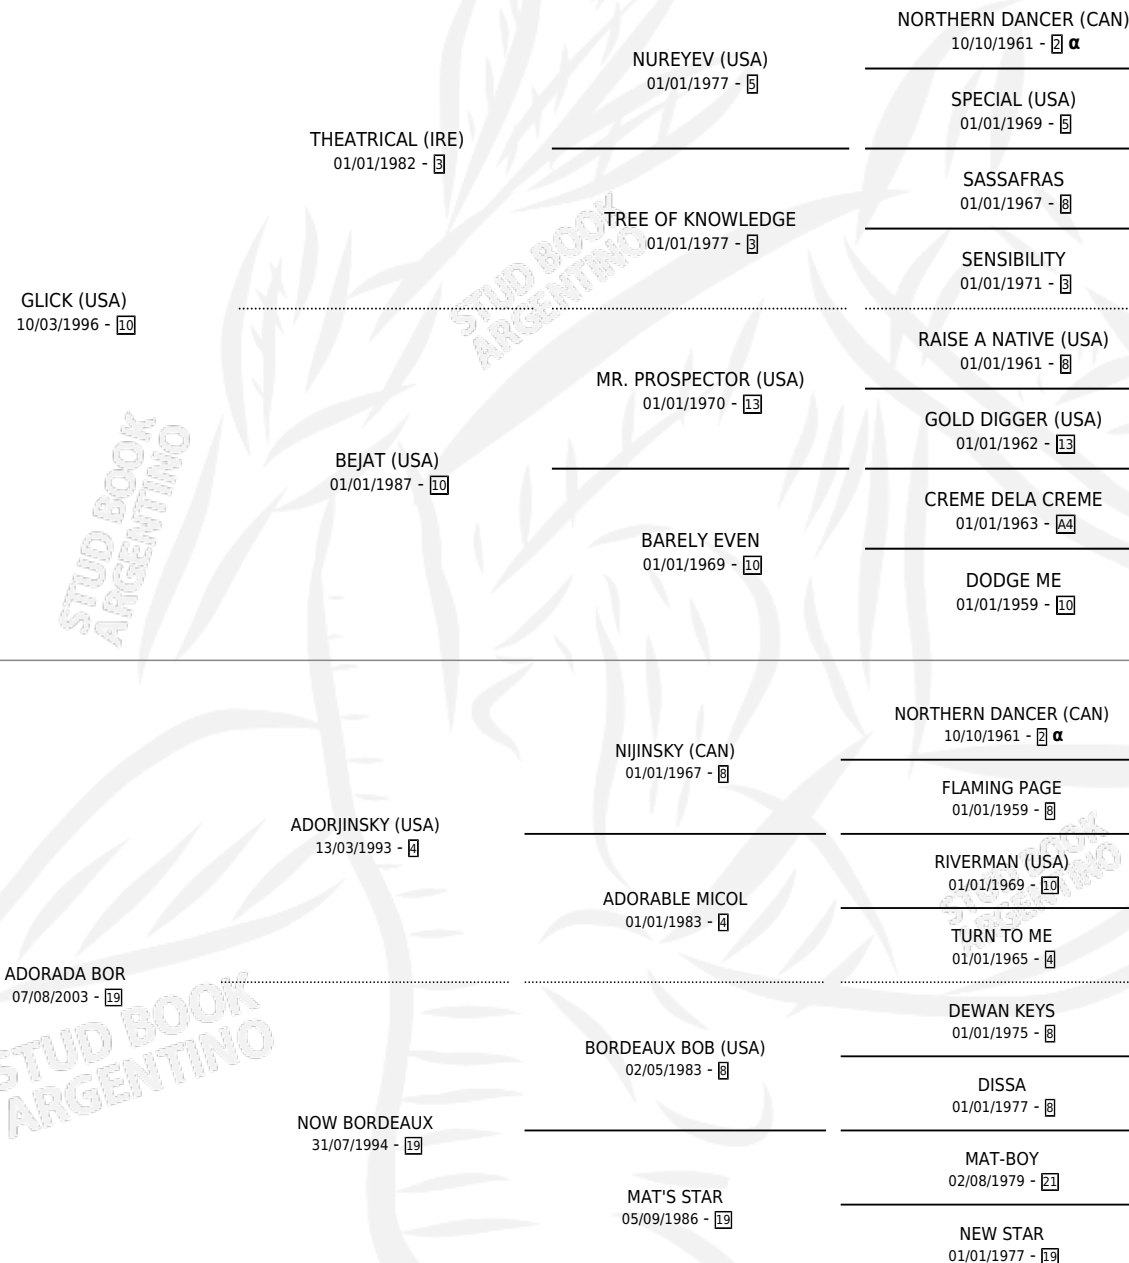 NORTHERN DANCER (CAN)
10/10/1961 - 2 α
NUREYEV (USA)
01/01/1977 - 5
SPECIAL (USA)
01/01/1969 - 5
THEATRICAL (IRE)
01/01/1982 - 3
SASSAFRAS
01/01/1967 - 8
TREE OF KNOWLEDGE
01/01/1977 - 3
SENSIBILITY
01/01/1971 - 3
GLICK (USA)
10/03/1996 - 10
RAISE A NATIVE (USA)
01/01/1961 - 8
MR. PROSPECTOR (USA)
01/01/1970 - 13
GOLD DIGGER (USA)
01/01/1962 - 13
BEJAT (USA)
01/01/1987 - 10
CREME DELA CREME
01/01/1963 - A4
BARELY EVEN
01/01/1969 - 10
DODGE ME
01/01/1959 - 10
NORTHERN DANCER (CAN)
10/10/1961 - 2 α
NIJINSKY (CAN)
01/01/1967 - 8
FLAMING PAGE
01/01/1959 - 8
ADORJINSKY (USA)
13/03/1993 - 4
RIVERMAN (USA)
01/01/1969 - 10
ADORABLE MICOL
01/01/1983 - 4
TURN TO ME
01/01/1965 - 4
ADORADA BOR
07/08/2003 - 19
DEWAN KEYS
01/01/1975 - 8
BORDEAUX BOB (USA)
02/05/1983 - 8
DISSA
01/01/1977 - 8
NOW BORDEAUX
31/07/1994 - 19
MAT-BOY
02/08/1979 - 21
MAT'S STAR
05/09/1986 - 19
NEW STAR
01/01/1977 - 19
STUD BOOK
ARGENTINO
STUD BOOK
ARGENTINO
STUD BOOK
ARGENTINO
STUD BOOK
ARGENTINO